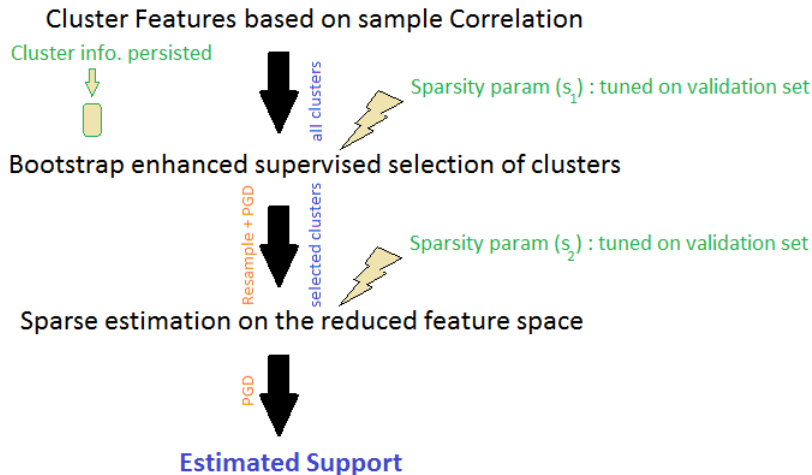 Cluster Features based on sample Correlation
Cluster info. persisted
all clusters
Sparsity param (s₁) : tuned on validation set
Bootstrap enhanced supervised selection of clusters
Resample + PGD
selected clusters
Sparsity param (s₂) : tuned on validation set
Sparse estimation on the reduced feature space
PGD
Estimated Support